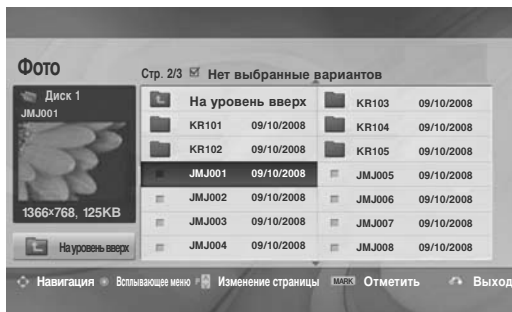 Фото
Стр. 2/3 Нет выбранные вариантов
Диск 1
JMJ001
1366×768, 125KB
На уровень вверх
На уровень вверх
KR101 09/10/2008
KR102 09/10/2008
JMJ001 09/10/2008
JMJ002 09/10/2008
JMJ003 09/10/2008
JMJ004 09/10/2008
KR103 09/10/2008
KR104 09/10/2008
KR105 09/10/2008
JMJ005 09/10/2008
JMJ006 09/10/2008
JMJ007 09/10/2008
JMJ008 09/10/2008
Навигация Всплывающее меню P Изменение страницы MARK Отметить Выход